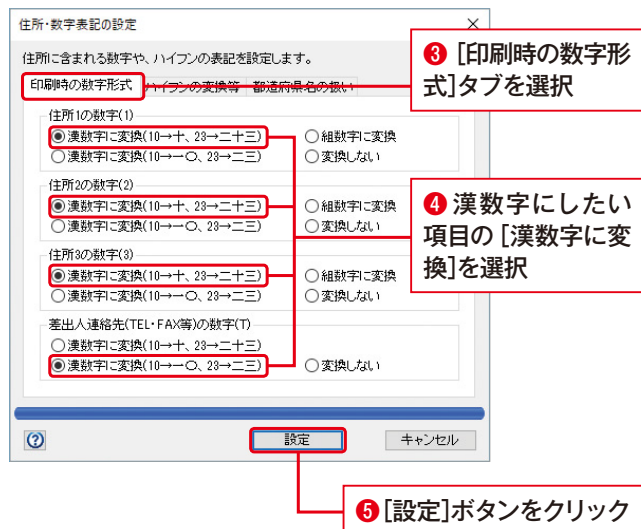 住所・数字表記の設定
住所に含まれる数字や、ハイフンの表記を設定します。
印刷時の数字形式 ハイフンの変換等 都道府県名の扱い
住所1の数字(1)
漢数字に変換(10→十、23→二十三) 組数字に変換
漢数字に変換(10→一〇、23→二三) 変換しない
住所2の数字(2)
漢数字に変換(10→十、23→二十三) 組数字に変換
漢数字に変換(10→一〇、23→二三) 変換しない
住所3の数字(3)
漢数字に変換(10→十、23→二十三) 組数字に変換
漢数字に変換(10→一〇、23→二三) 変換しない
差出人連絡先(TEL・FAX等)の数字(T)
漢数字に変換(10→十、23→二十三)
漢数字に変換(10→一〇、23→二三) 変換しない
? 設定 キャンセル
❸ [印刷時の数字形
式]タブを選択
❹ 漢数字にしたい
項目の [漢数字に変
換]を選択
❺ [設定]ボタンをクリック